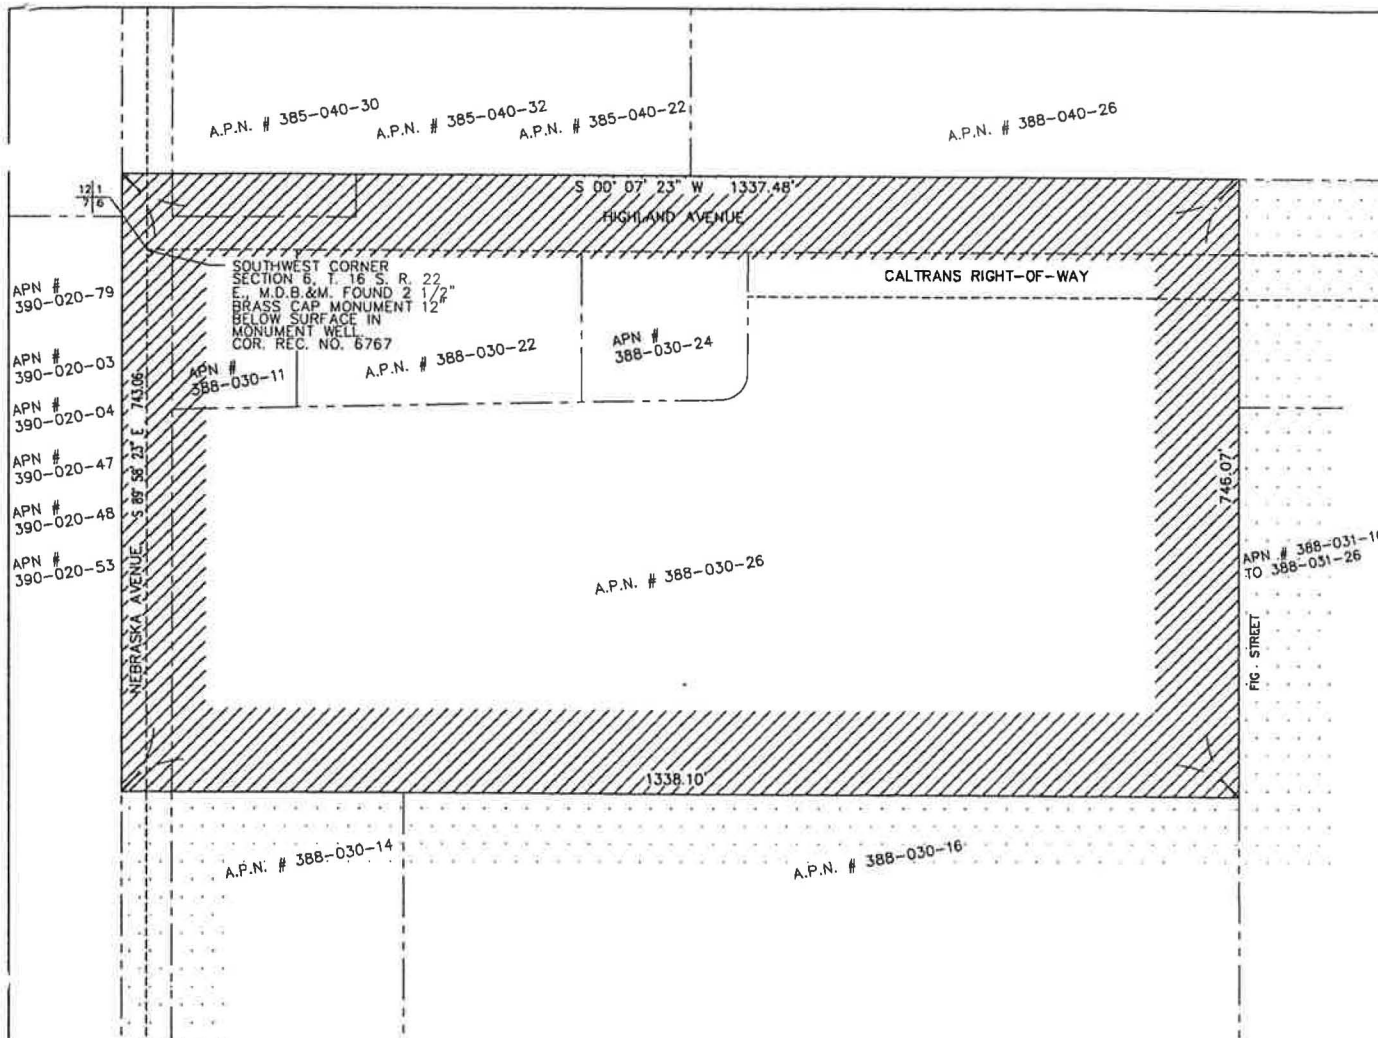 A.P.N. # 385-040-30
A.P.N. # 385-040-32
A.P.N. # 385-040-22
A.P.N. # 388-040-26
12 1
7 6
S 00° 07' 23" W 1337.48'
HIGHLAND AVENUE
SOUTHWEST CORNER
SECTION 6, T. 16 S. R. 22
E., M.D.B.&M. FOUND 2 1/2"
BRASS CAP MONUMENT 12"
BELOW SURFACE IN
MONUMENT WELL.
COR. REC. NO. 6767
CALTRANS RIGHT-OF-WAY
APN #
390-020-79
APN #
390-020-03
APN #
390-020-04
APN #
390-020-47
APN #
390-020-48
APN #
390-020-53
APN #
388-030-11
A.P.N. # 388-030-22
APN #
388-030-24
NEBRASKA AVENUE S 89° 58' 23" E 743.06'
A.P.N. # 388-030-26
746.07'
APN # 388-031-
TO 388-031-26
FIG STREET
1338.10'
A.P.N. # 388-030-14
A.P.N. # 388-030-16